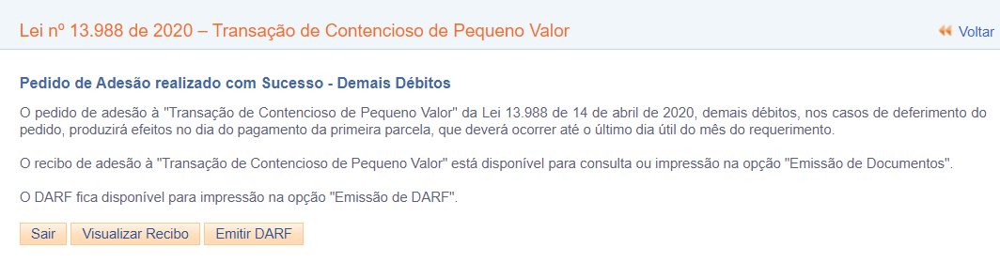 Lei nº 13.988 de 2020 – Transação de Contencioso de Pequeno Valor
Voltar
Pedido de Adesão realizado com Sucesso - Demais Débitos
O pedido de adesão à "Transação de Contencioso de Pequeno Valor" da Lei 13.988 de 14 de abril de 2020, demais débitos, nos casos de deferimento do
pedido, produzirá efeitos no dia do pagamento da primeira parcela, que deverá ocorrer até o último dia útil do mês do requerimento.
O recibo de adesão à "Transação de Contencioso de Pequeno Valor" está disponível para consulta ou impressão na opção "Emissão de Documentos".
O DARF fica disponível para impressão na opção "Emissão de DARF".
Sair Visualizar Recibo Emitir DARF